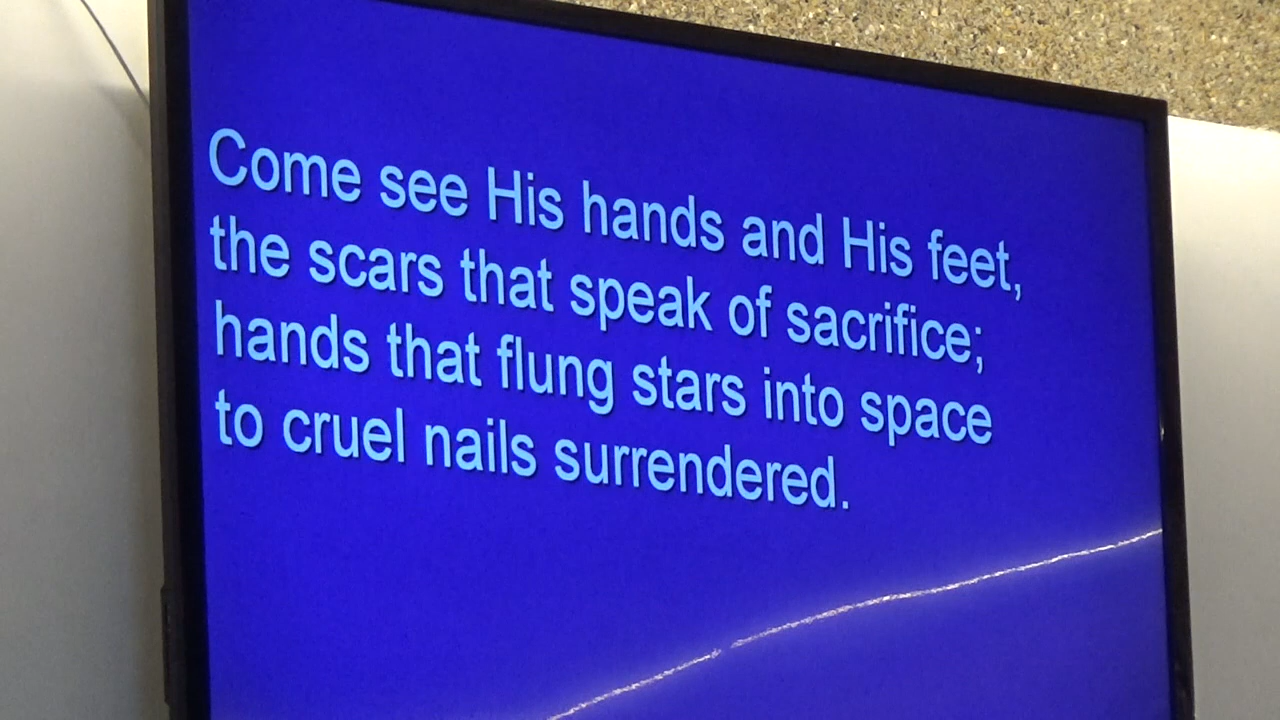 Come see His hands and His feet,
the scars that speak of sacrifice;
hands that flung stars into space
to cruel nails surrendered.